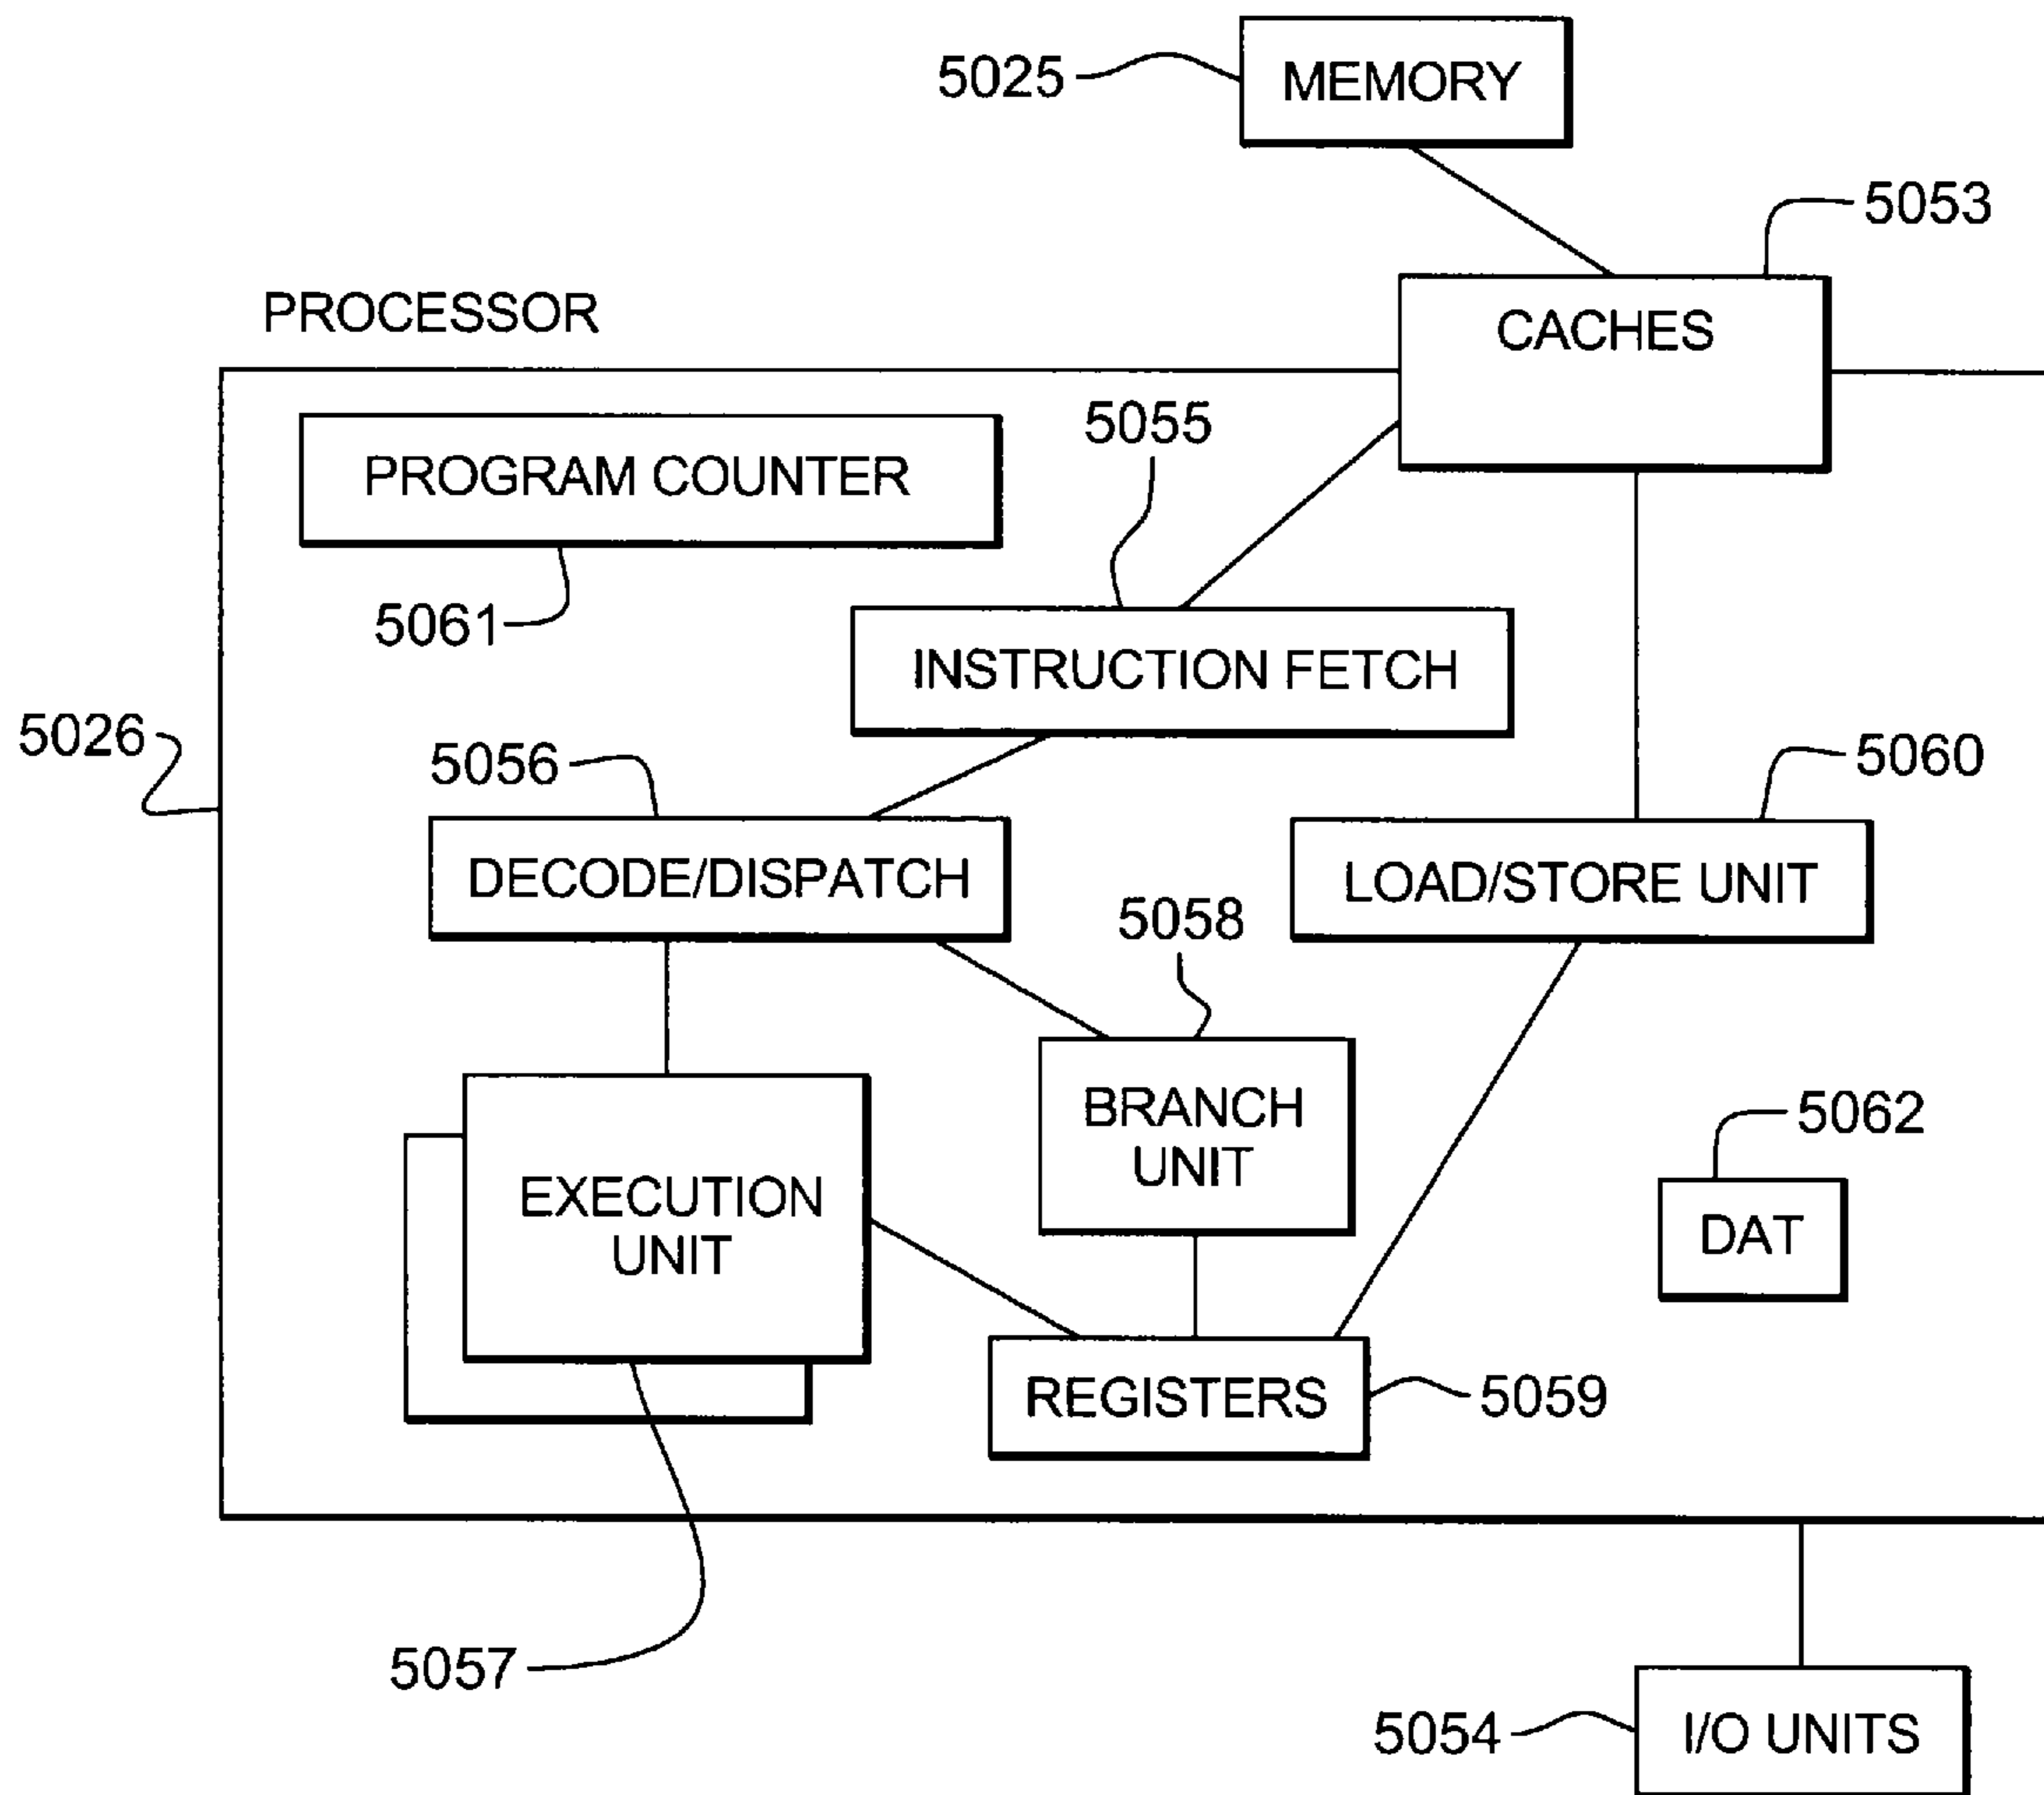 5025
MEMORY
5053
PROCESSOR
CACHES
5055
PROGRAM COUNTER
5061
INSTRUCTION FETCH
5026
5056
5060
DECODE/DISPATCH
LOAD/STORE UNIT
5058
BRANCH
UNIT
5062
EXECUTION
UNIT
DAT
REGISTERS
5059
5057
5054
I/O UNITS